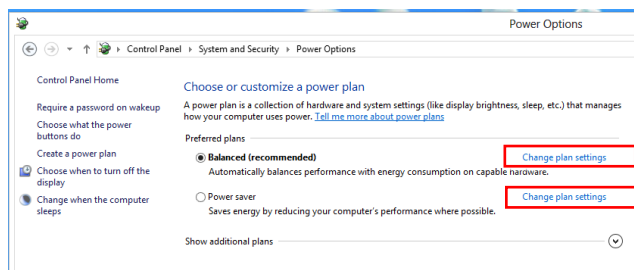 Power Options
Control Panel ▸ System and Security ▸ Power Options
Control Panel Home
Require a password on wakeup
Choose what the power
buttons do
Create a power plan
Choose when to turn off the
display
Change when the computer
sleeps
Choose or customize a power plan
A power plan is a collection of hardware and system settings (like display brightness, sleep, etc.) that manages
how your computer uses power. Tell me more about power plans
Preferred plans
Balanced (recommended) Change plan settings
Automatically balances performance with energy consumption on capable hardware.
Power saver Change plan settings
Saves energy by reducing your computer's performance where possible.
Show additional plans